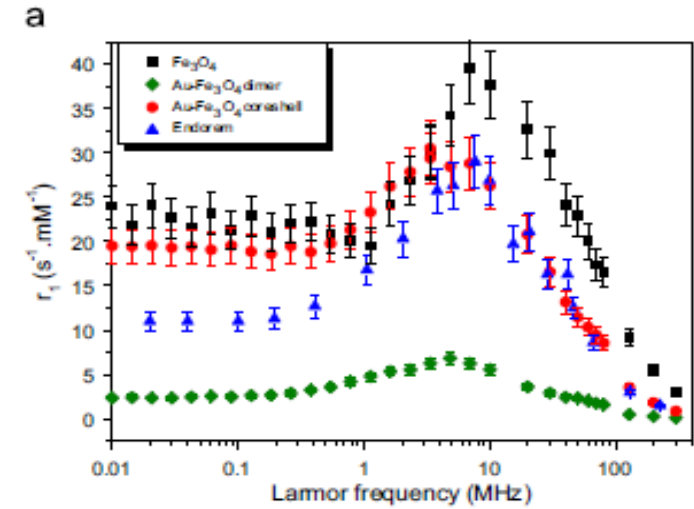 a
Fe₃O₄
Au-Fe₃O₄dimer
Au-Fe₃O₄coreshell
Endorem
40
35
30
25
20
15
10
5
0
r₁ (s⁻¹.mM⁻¹)
0.01 0.1 1 10 100
Larmor frequency (MHz)